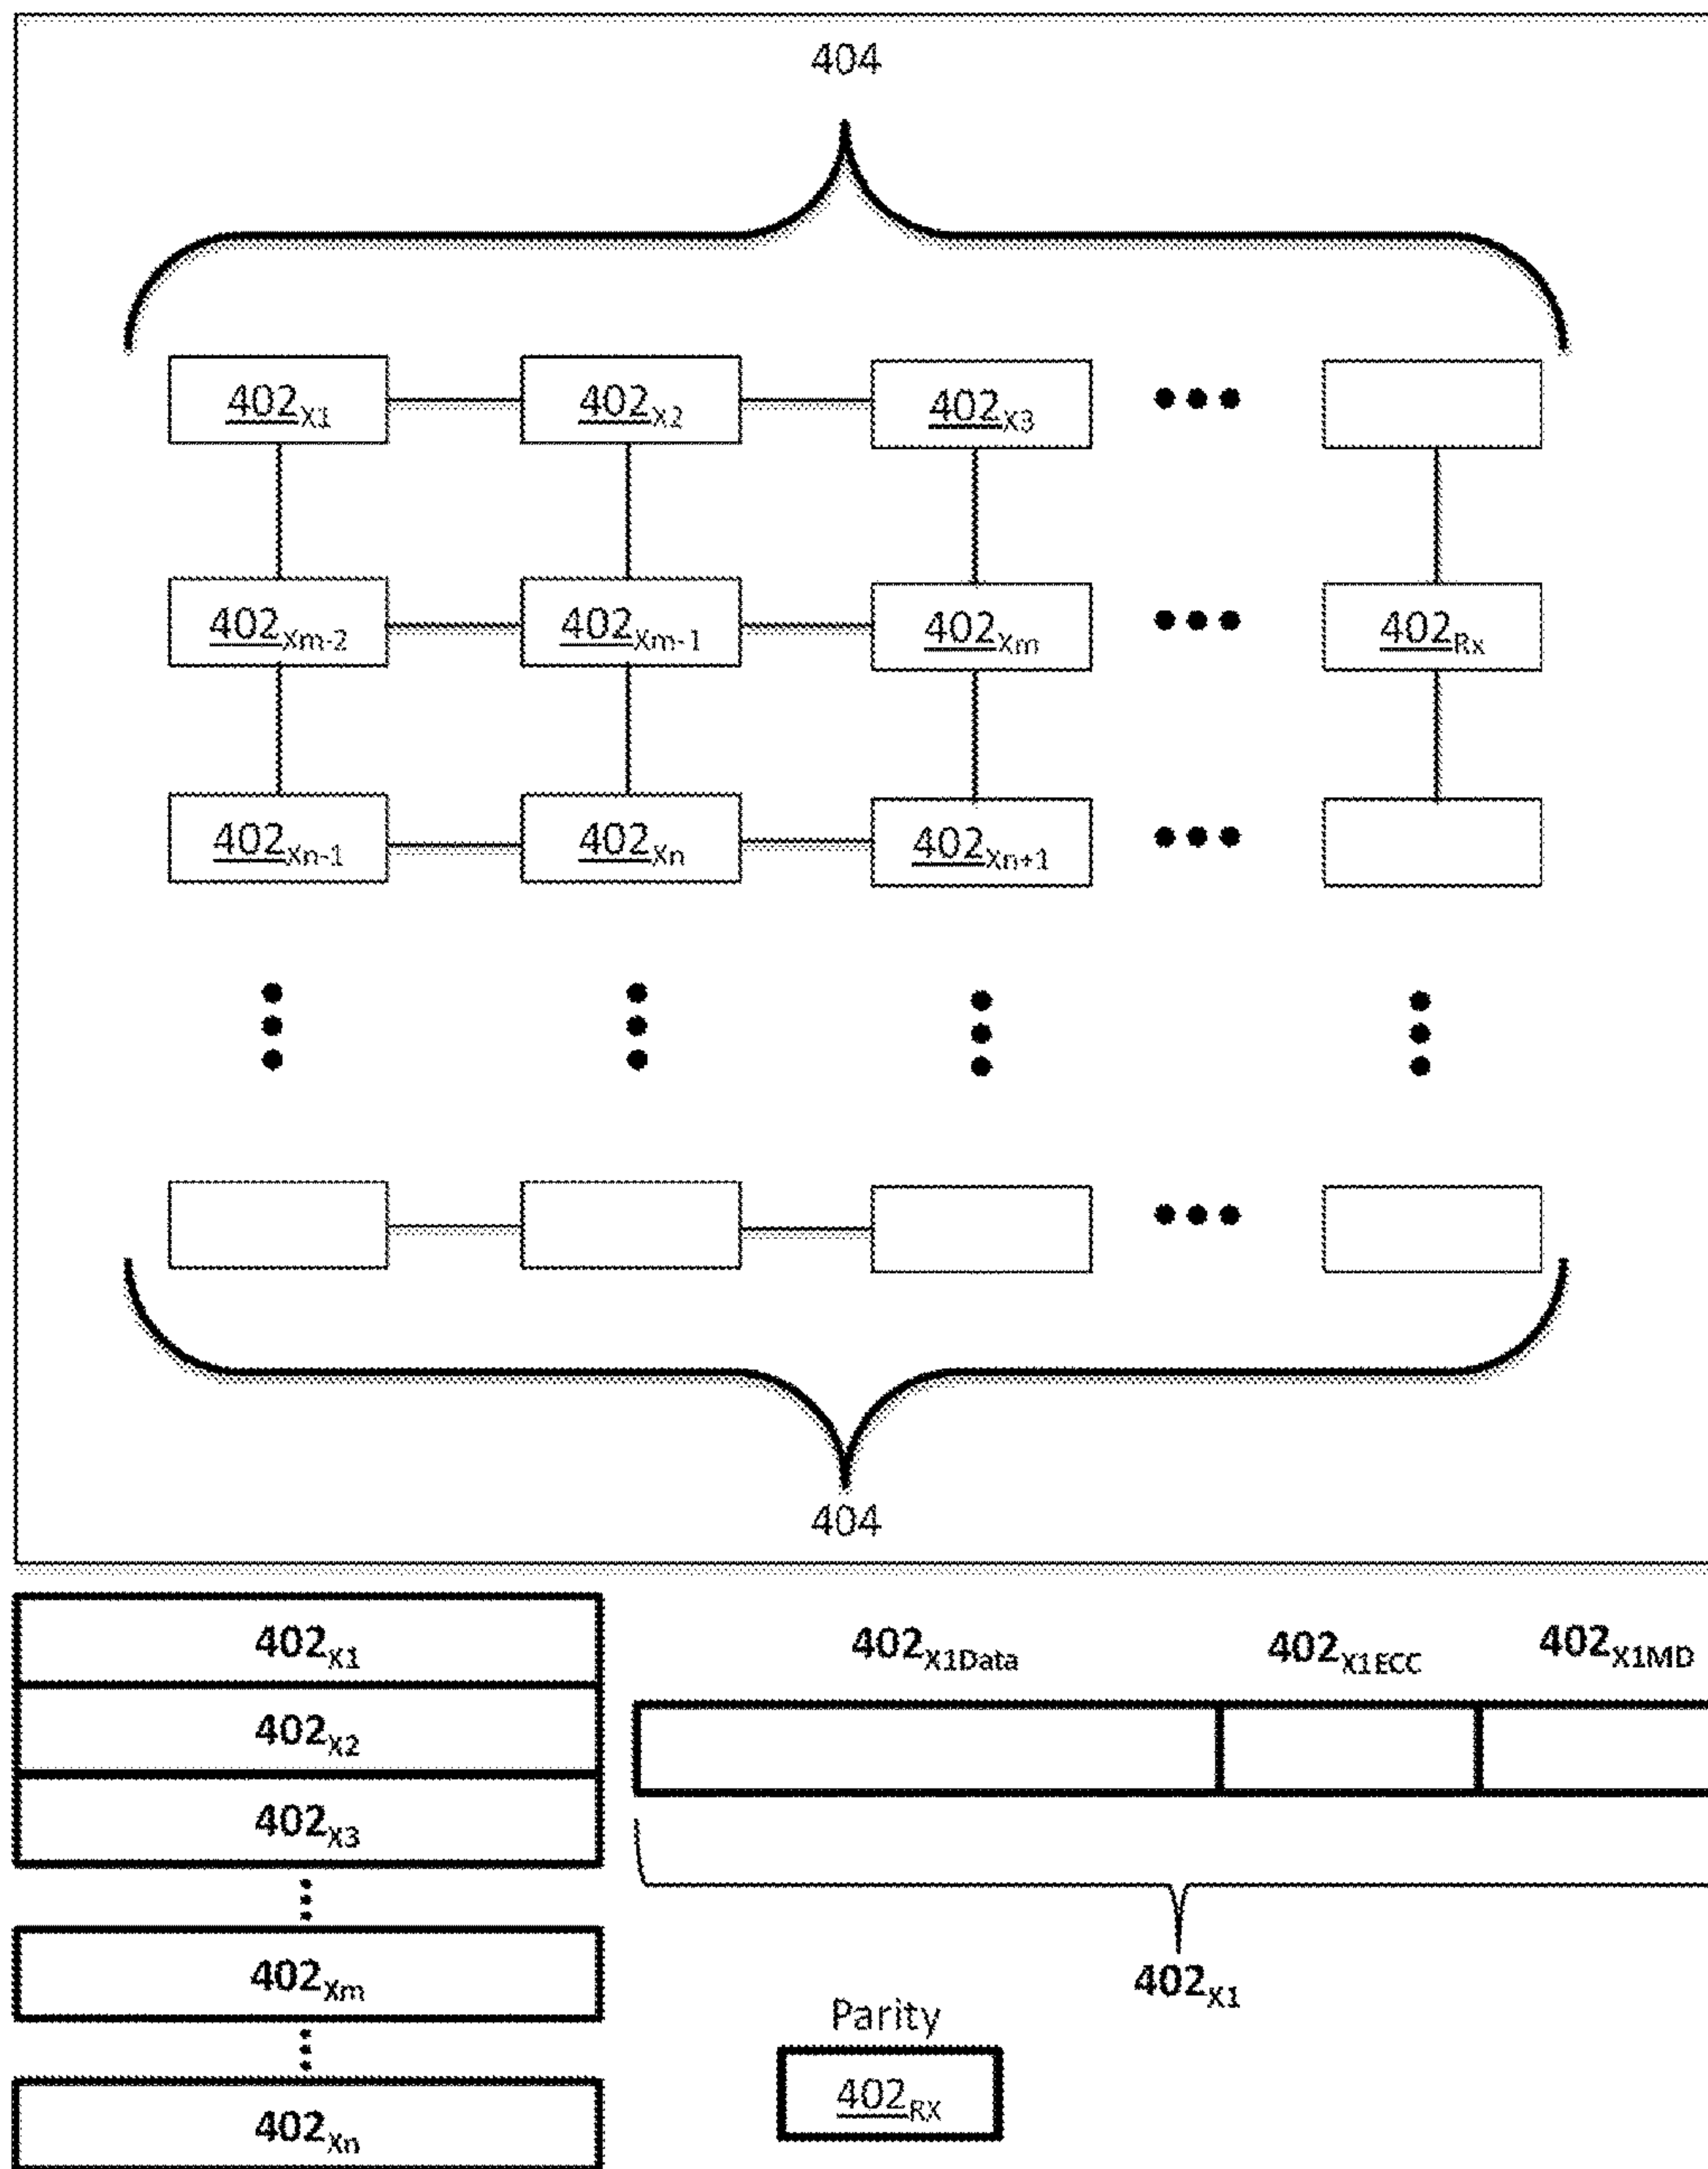 404
402X1 402X2 402X3
402Xm-2 402Xm-1 402Xm 402Rx
402Xn-1 402Xn 402Xn+1
404
402X1
402X2
402X3
402Xm
402Xn
402X1Data 402X1ECC 402X1MD
402X1
Parity
402RX